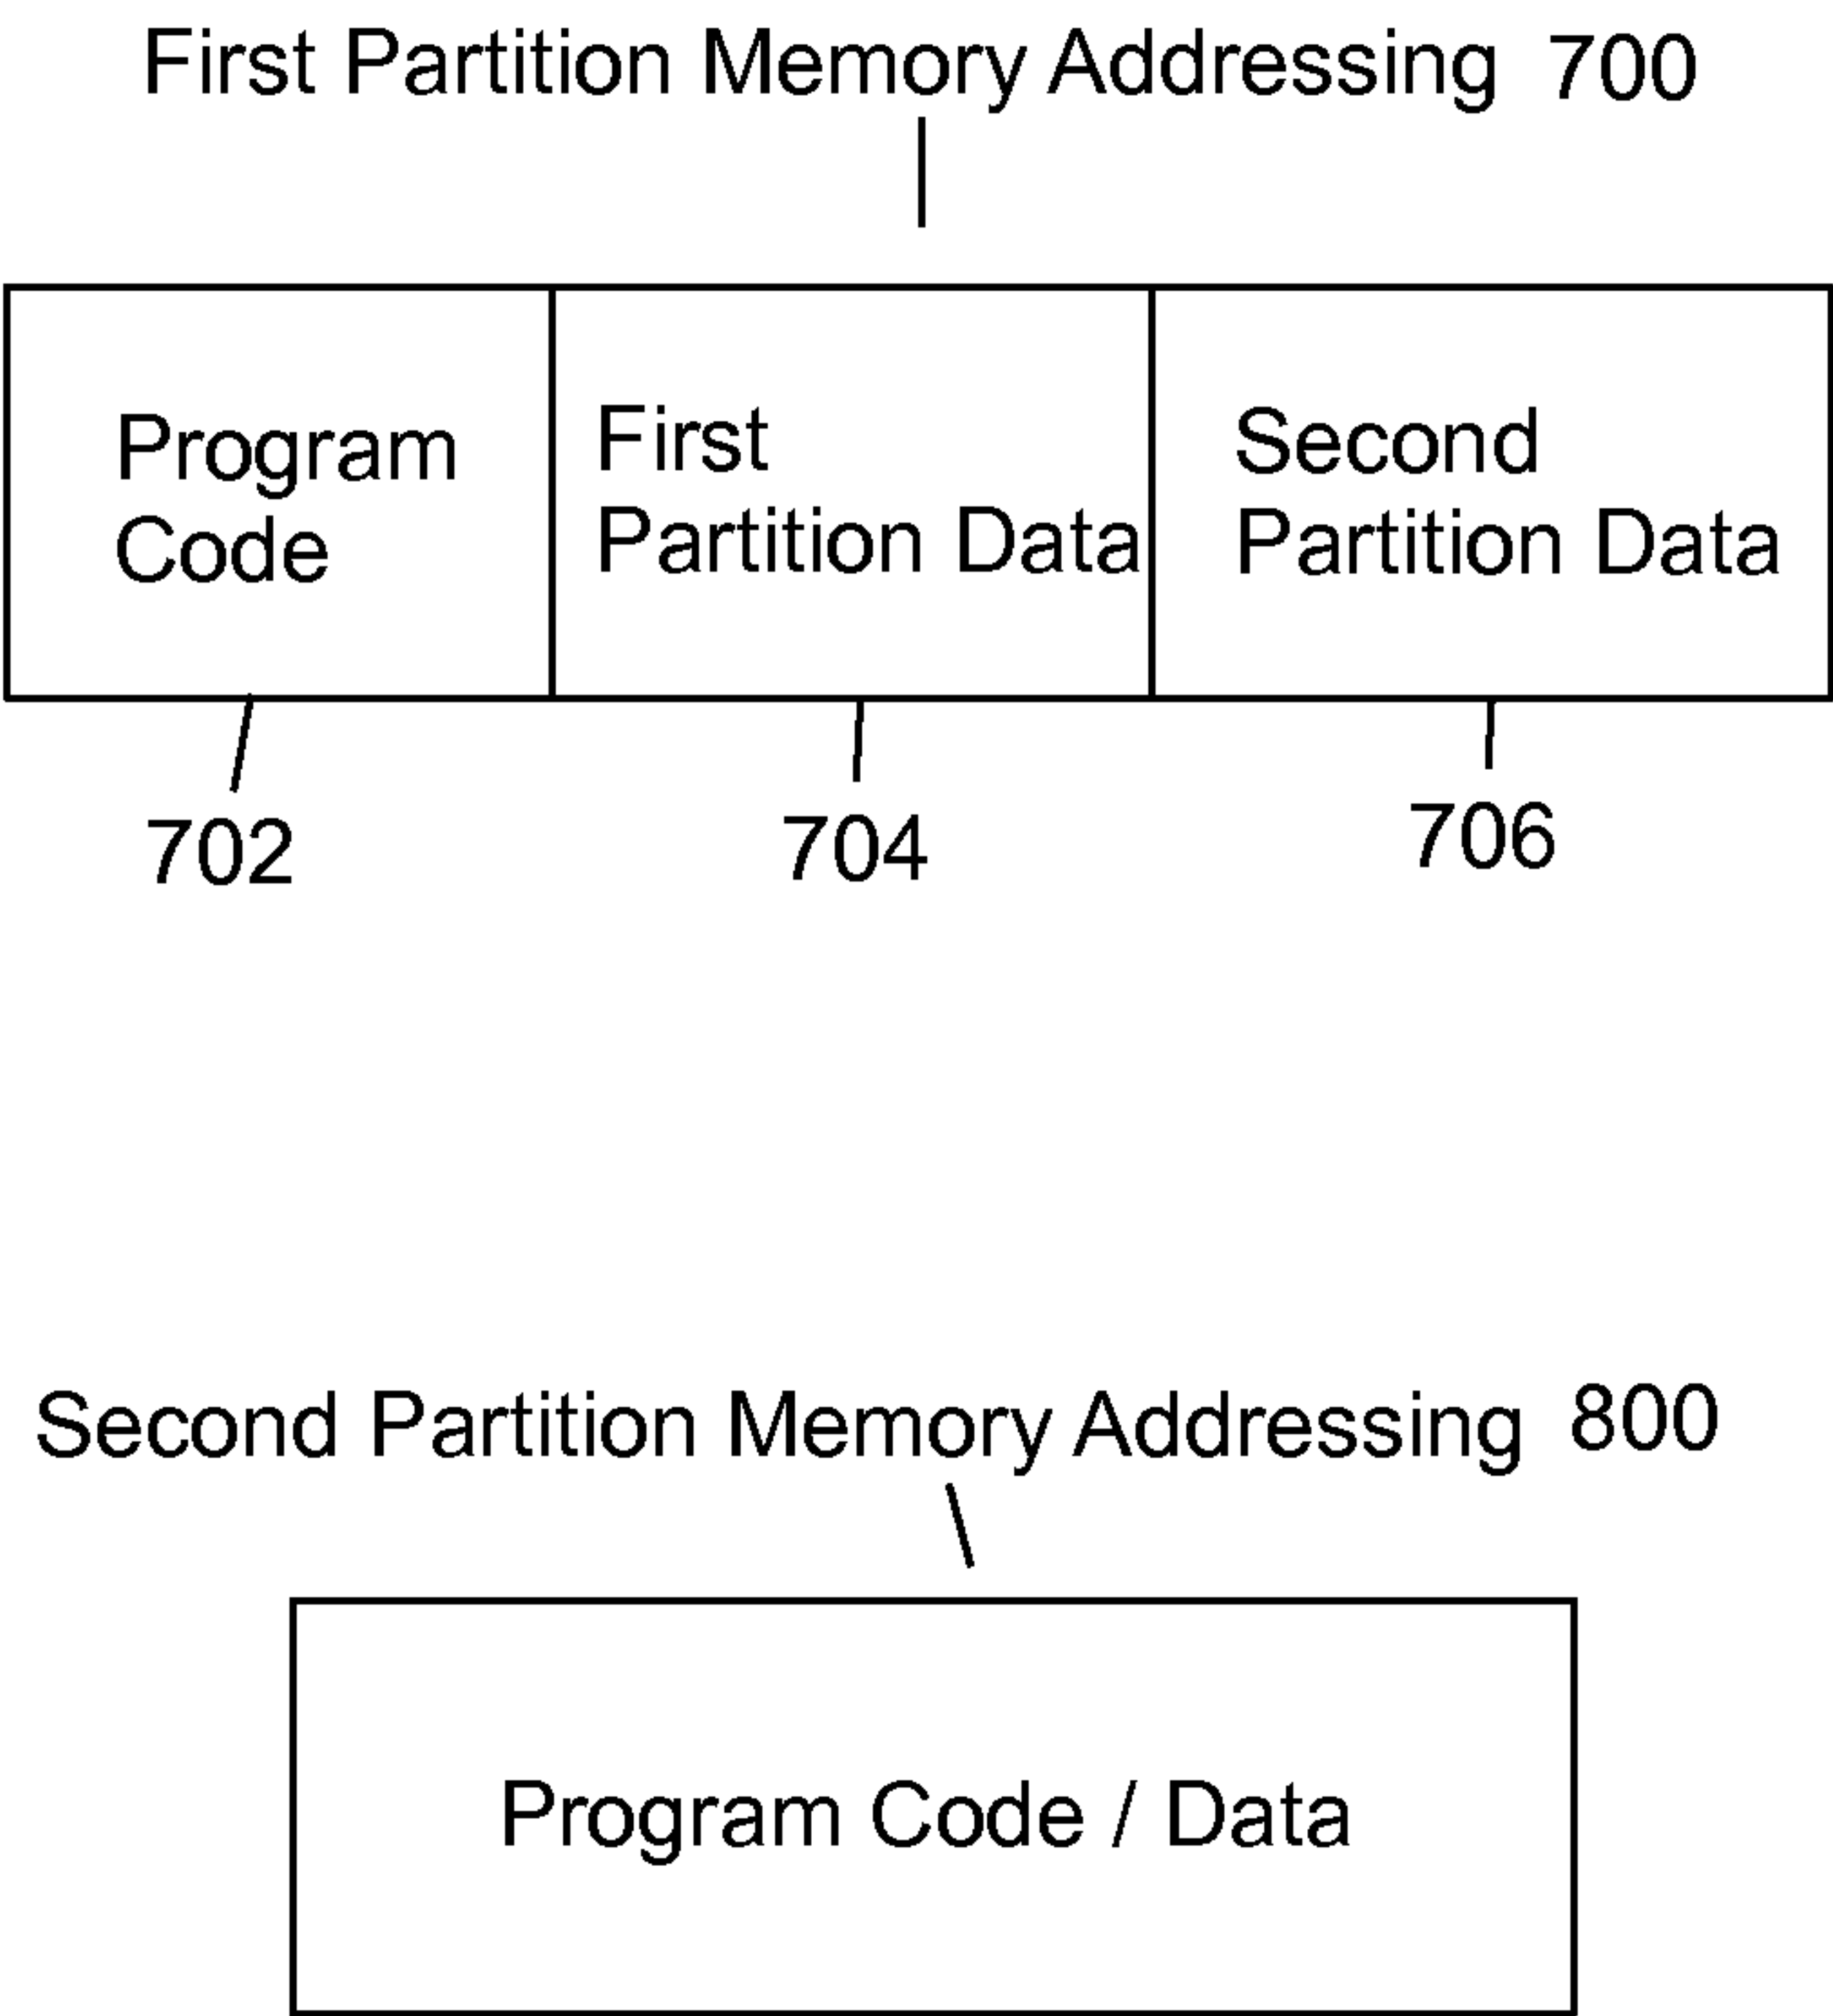 First Partition Memory Addressing 700
Program
Code
First
Partition Data
Second
Partition Data
702
704
706
Second Partition Memory Addressing 800
Program Code / Data